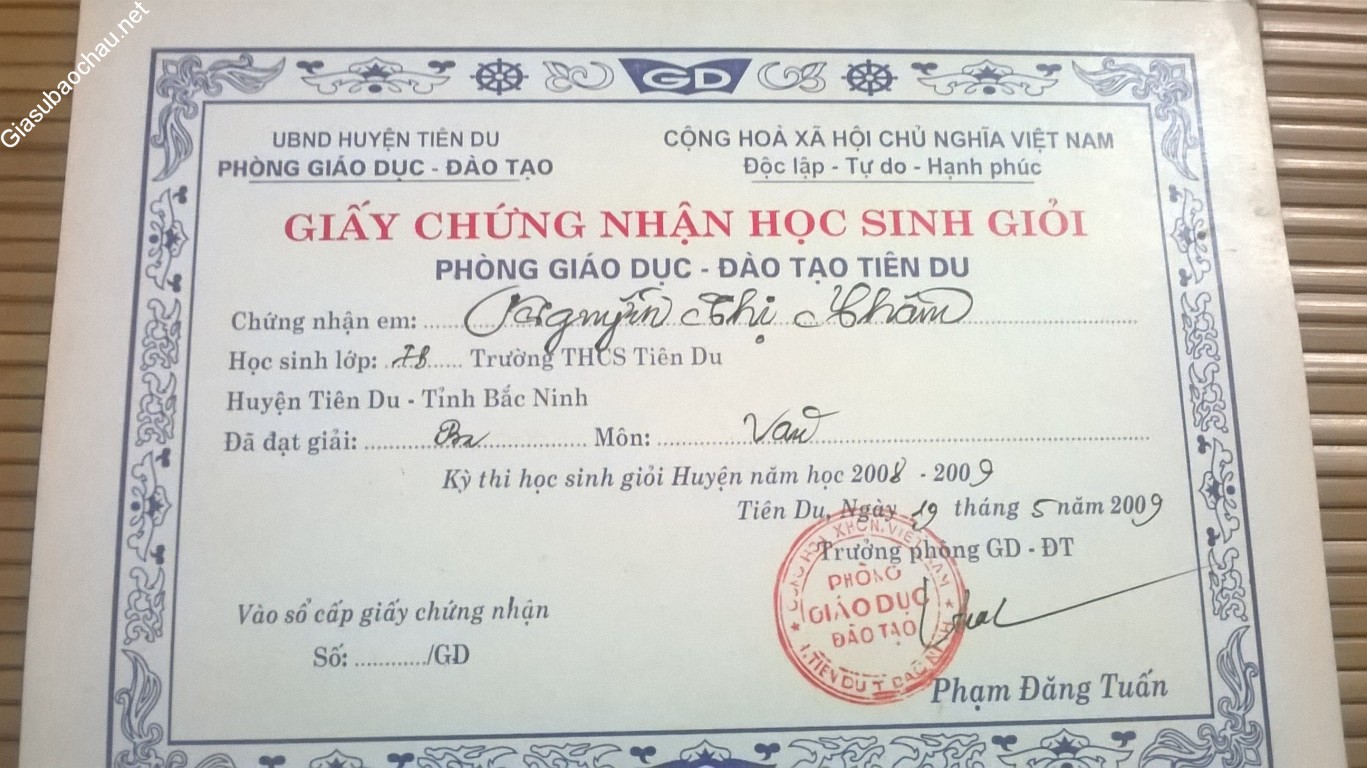 Giasubaochau.net
GD
UBND HUYỆN TIÊN DU
PHÒNG GIÁO DỤC - ĐÀO TẠO
CỘNG HOÀ XÃ HỘI CHỦ NGHĨA VIỆT NAM
Độc lập - Tự do - Hạnh phúc
GIẤY CHỨNG NHẬN HỌC SINH GIỎI
PHÒNG GIÁO DỤC - ĐÀO TẠO TIÊN DU
Chứng nhận em: Nguyễn Thị
Học sinh lớp: ...... Trường THCS Tiên Du
Huyện Tiên Du - Tỉnh Bắc Ninh
Đã đạt giải: Ba Môn: Văn
Kỳ thi học sinh giỏi Huyện năm học 2008 - 2009
Tiên Du, Ngày 19 tháng 5 năm 2009
Trưởng phòng GD - ĐT
PHÒNG
GIÁO DỤC
ĐÀO TẠO
Vào sổ cấp giấy chứng nhận
Số: ............/GD
Phạm Đăng Tuấn